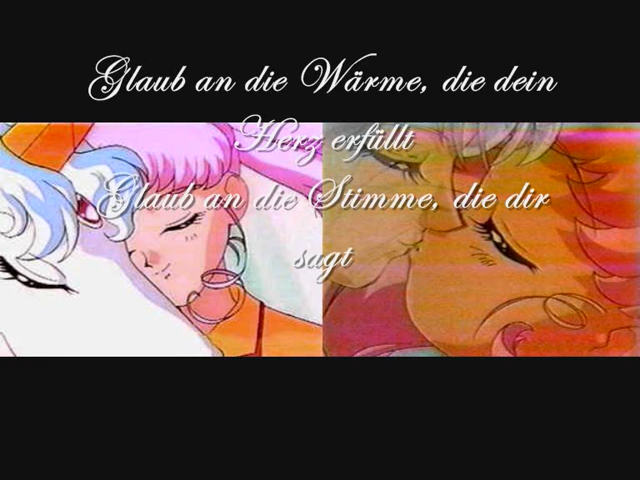 Glaub an die Wärme, die dein
Herz erfüllt
Glaub an die Stimme, die dir
sagt